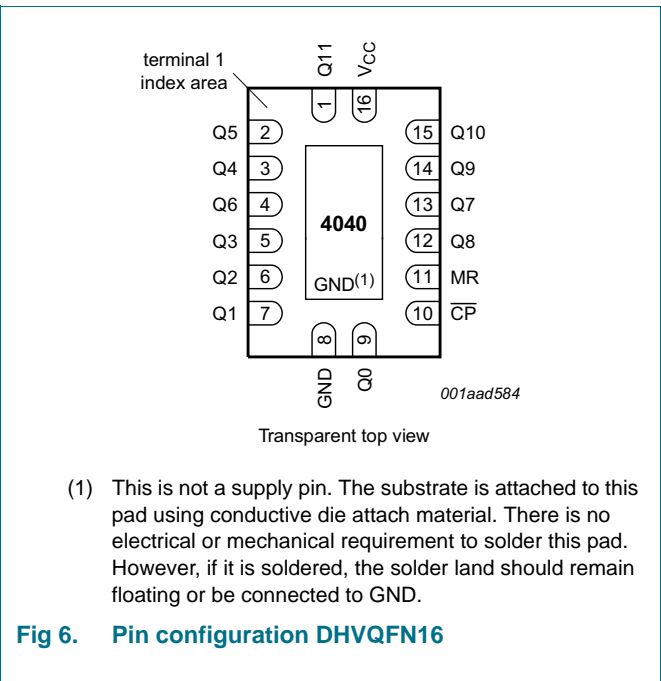 terminal 1
index area
Q11
VCC
1
16
Q5 2
15 Q10
Q4 3
14 Q9
Q6 4
13 Q7
4040
Q3 5
12 Q8
Q2 6
GND(1)
11 MR
Q1 7
10 CP
8
9
GND
Q0
001aad584
Transparent top view
(1) This is not a supply pin. The substrate is attached to this
pad using conductive die attach material. There is no
electrical or mechanical requirement to solder this pad.
However, if it is soldered, the solder land should remain
floating or be connected to GND.
Fig 6. Pin configuration DHVQFN16